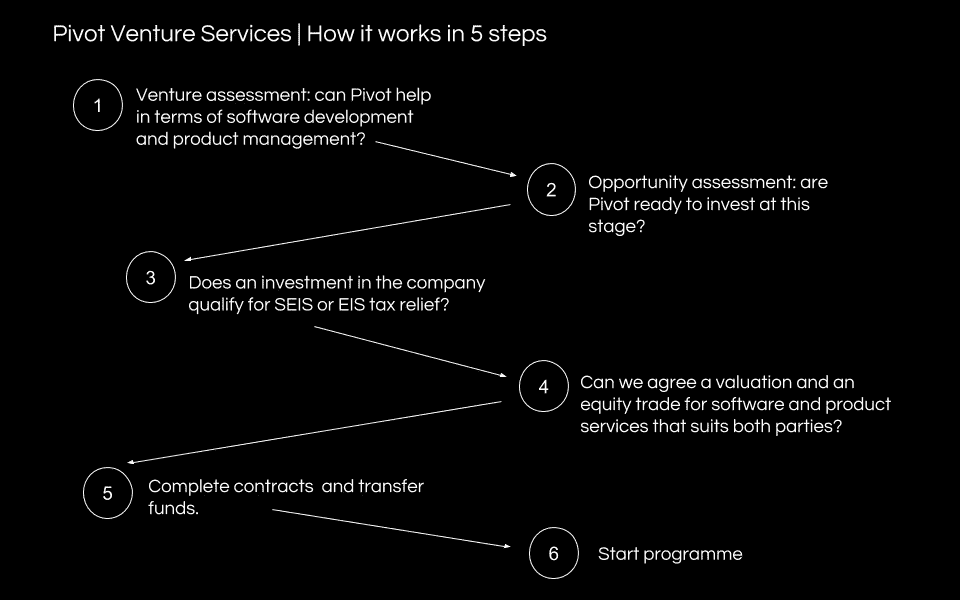 Pivot Venture Services | How it works in 5 steps
1
Venture assessment: can Pivot help
in terms of software development
and product management?
2
Opportunity assessment: are
Pivot ready to invest at this
stage?
3
Does an investment in the company
qualify for SEIS or EIS tax relief?
4
Can we agree a valuation and an
equity trade for software and product
services that suits both parties?
5
Complete contracts  and transfer
funds.
6
Start programme